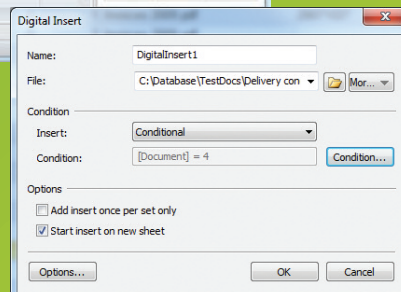 Digital Insert
Name: DigitalInsert1
File: C:\Database\TestDocs\Delivery con Mor...
Condition
Insert: Conditional
Condition: [Document] = 4 Condition...
Options
Add insert once per set only
Start insert on new sheet
Options... OK Cancel